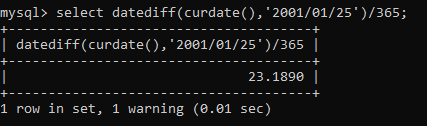 mysql> select datediff(curdate(),'2001/01/25')/365;
+--------------------------------------+
| datediff(curdate(),'2001/01/25')/365 |
+--------------------------------------+
|                              23.1890 |
+--------------------------------------+
1 row in set, 1 warning (0.01 sec)